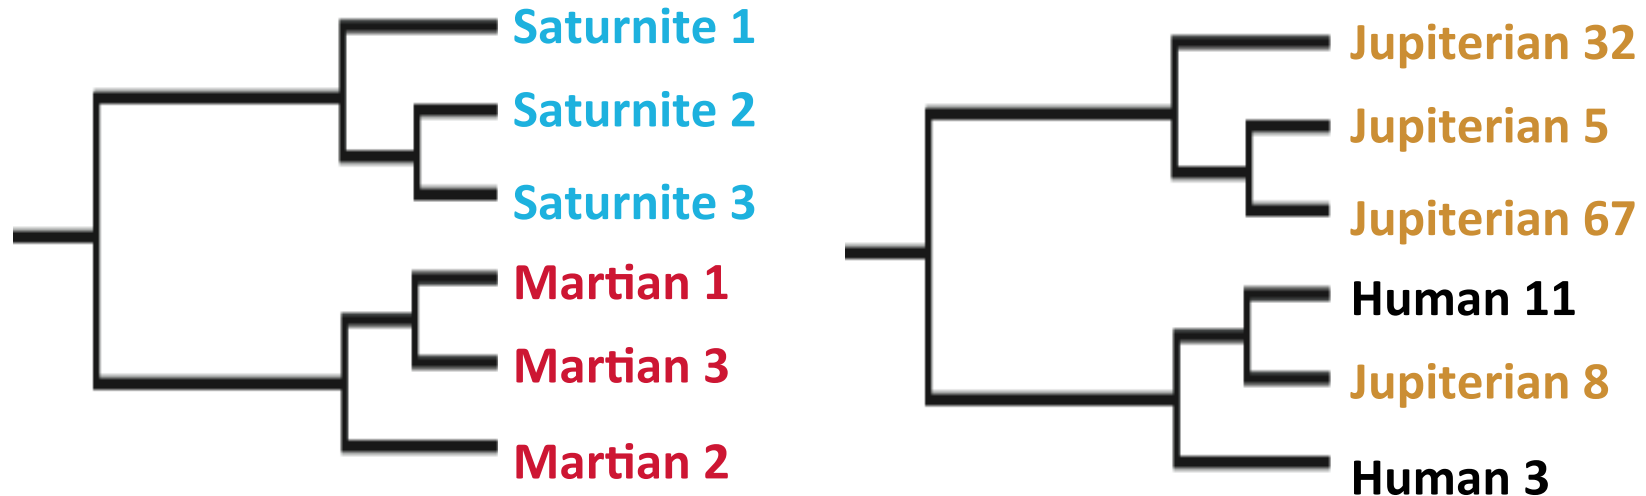 Saturnite 1
Saturnite 2
Saturnite 3
Martian 1
Martian 3
Martian 2
Jupiterian 32
Jupiterian 5
Jupiterian 67
Human 11
Jupiterian 8
Human 3